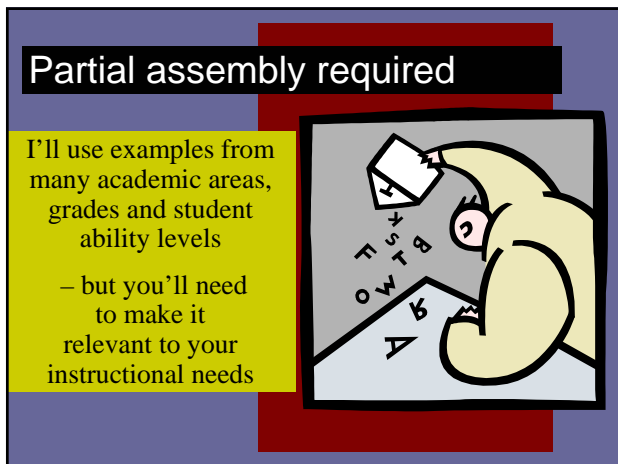 Partial assembly required
I'll use examples from
many academic areas,
grades and student
ability levels
– but you'll need
to make it
relevant to your
instructional needs
H
K
S
F T B
O W
R
A